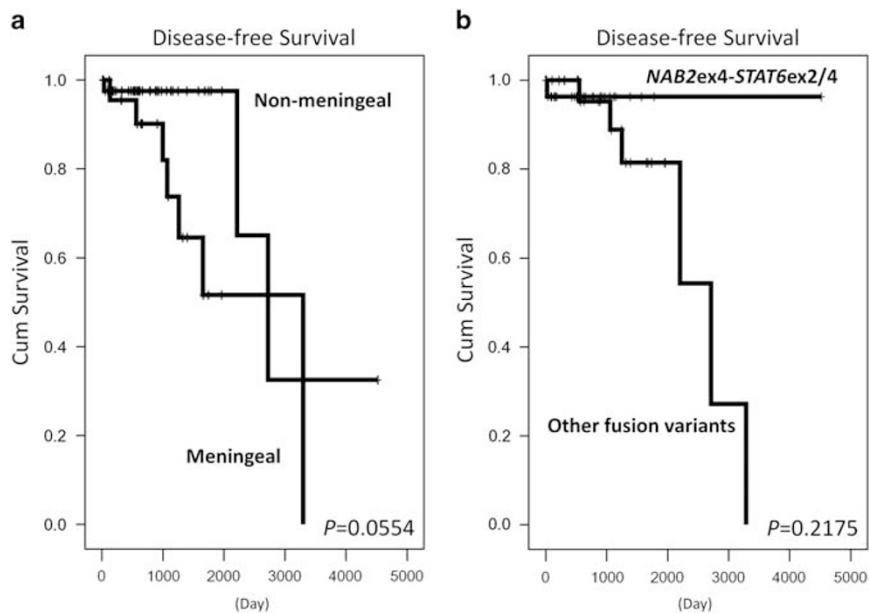 a
Disease-free Survival
Cum Survival
1.0
0.8
0.6
0.4
0.2
0.0
Non-meningeal
Meningeal
P=0.0554
0 1000 2000 3000 4000 5000
(Day)
b
Disease-free Survival
Cum Survival
1.0
0.8
0.6
0.4
0.2
0.0
NAB2ex4-STAT6ex2/4
Other fusion variants
P=0.2175
0 1000 2000 3000 4000 5000
(Day)